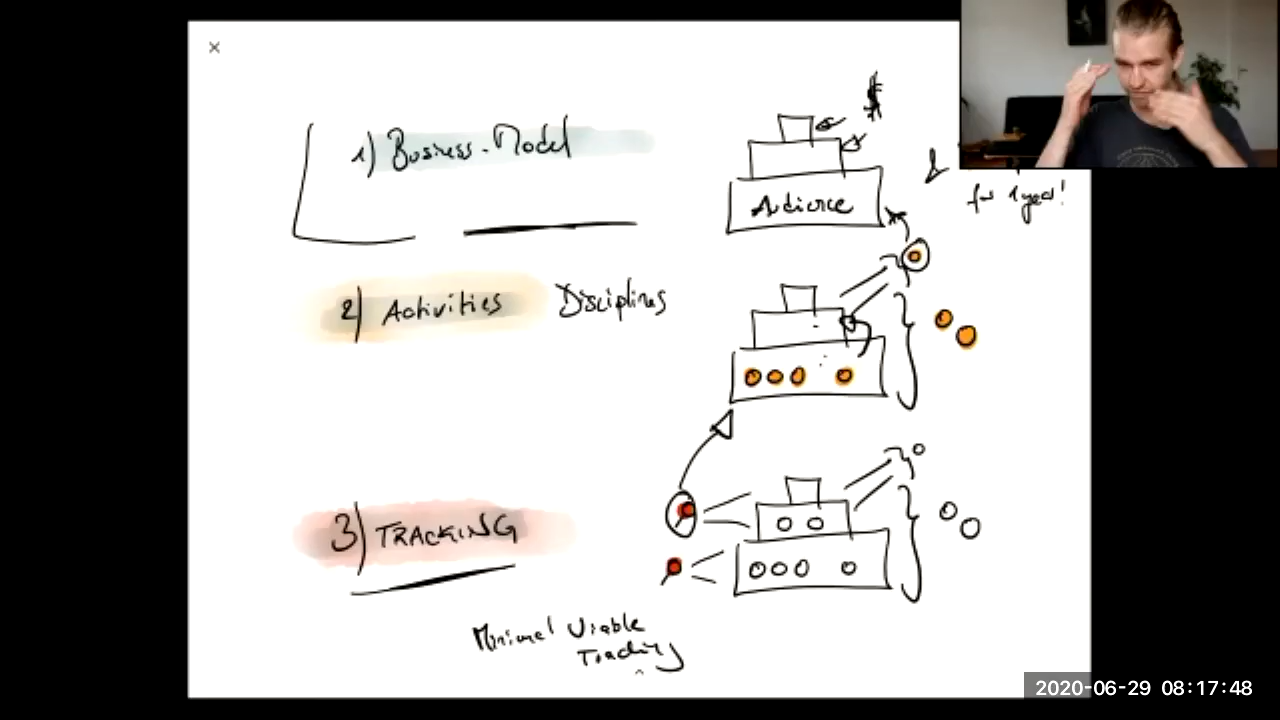 $
1) Business-Model
Audience
for 1 year!
2) Activities Disciplines
3) TRACKING
Minimal Viable
Tracking
2020-06-29 08:17:48